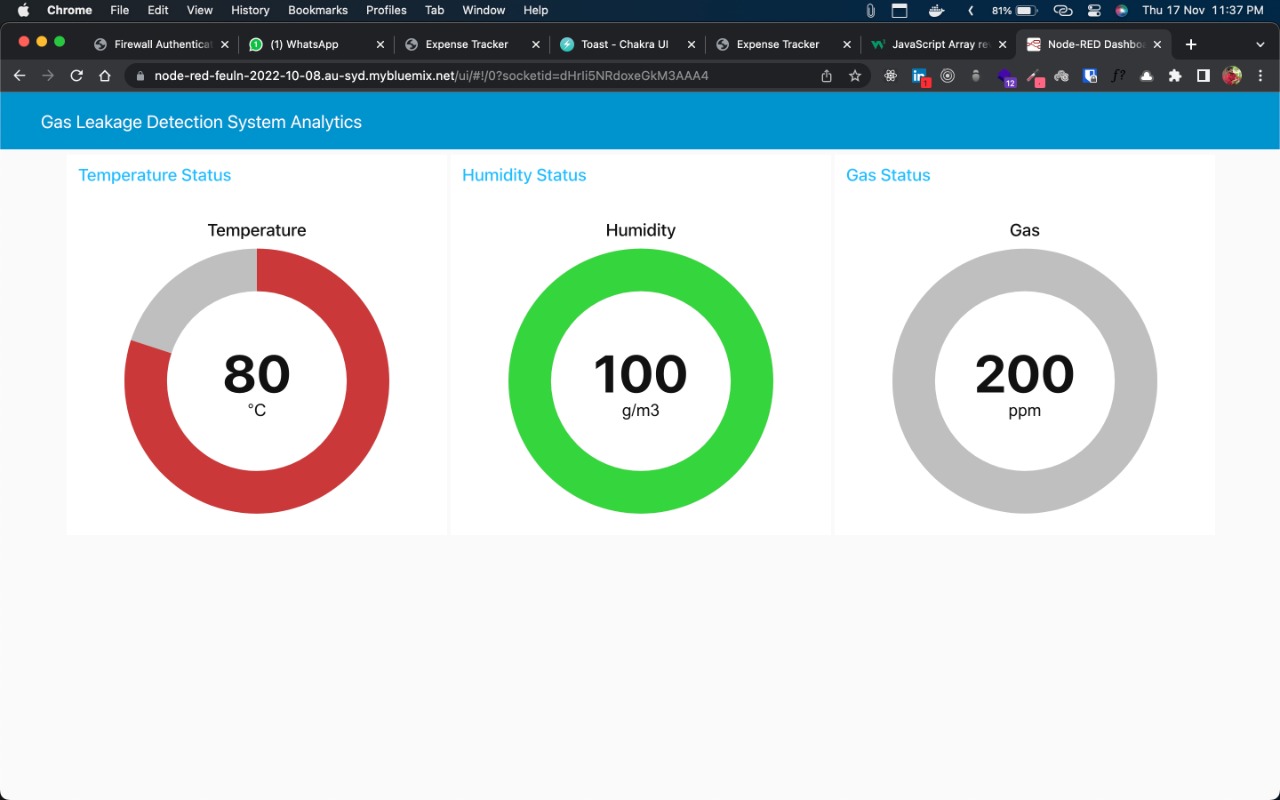 Chrome File Edit View History Bookmarks Profiles Tab Window Help 81% Thu 17 Nov 11:37 PM
Firewall Authenticat (1) WhatsApp Expense Tracker Toast - Chakra UI Expense Tracker JavaScript Array re Node-RED Dashboa
node-red-feuln-2022-10-08.au-syd.mybluemix.net/ui/#!/0?socketid=dHrIi5NRdoxeGkM3AAA4 12 f?
Gas Leakage Detection System Analytics
Temperature Status Humidity Status Gas Status
Temperature Humidity Gas
80 100 200
°C g/m3 ppm